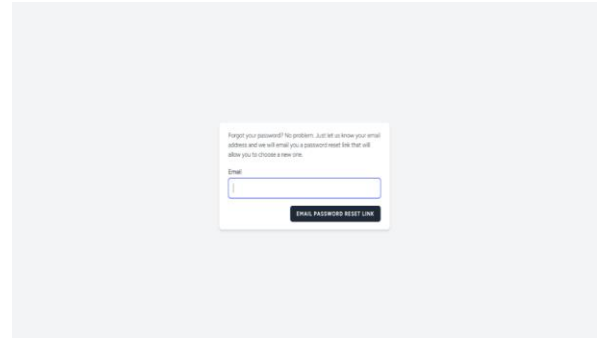 Forgot your password? No problem. Just let us know your email
address and we will email you a password reset link that will
allow you to choose a new one.
Email
EMAIL PASSWORD RESET LINK